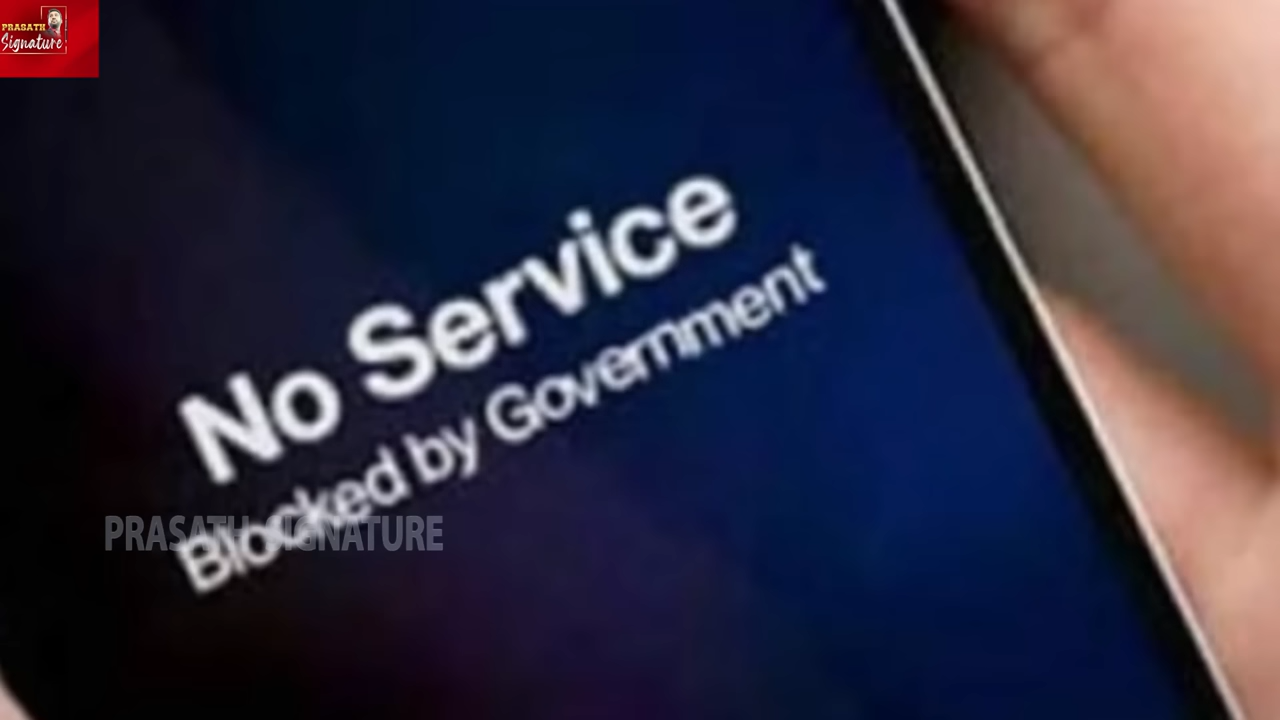 PRASATH
Signature
No Service
Blocked by Government
PRASATH SIGNATURE